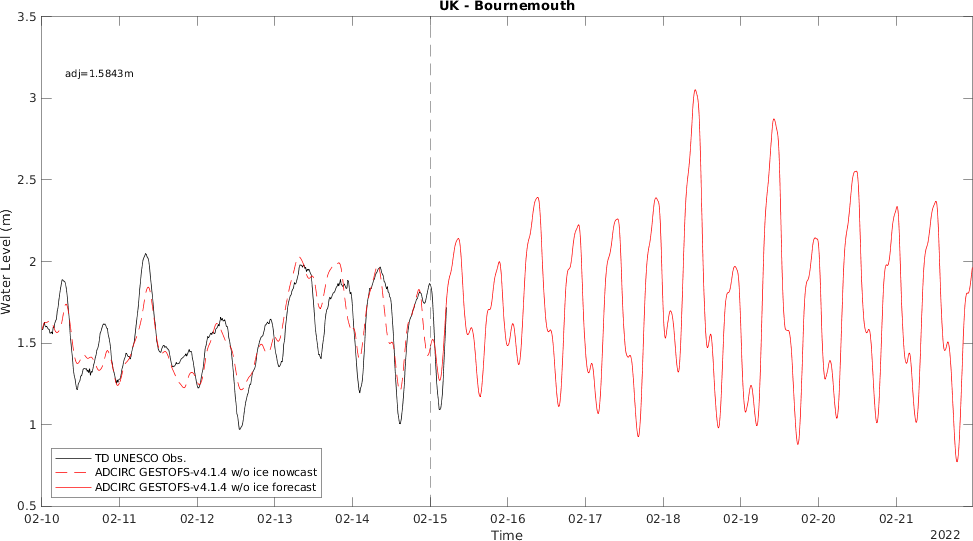 UK - Bournemouth
3.5
adj=1.5843m
3
2.5
2
1.5
1
0.5
Water Level (m)
TD UNESCO Obs.
ADCIRC GESTOFS-v4.1.4 w/o ice nowcast
ADCIRC GESTOFS-v4.1.4 w/o ice forecast
02-10 02-11 02-12 02-13 02-14 02-15 02-16 02-17 02-18 02-19 02-20 02-21
Time
2022